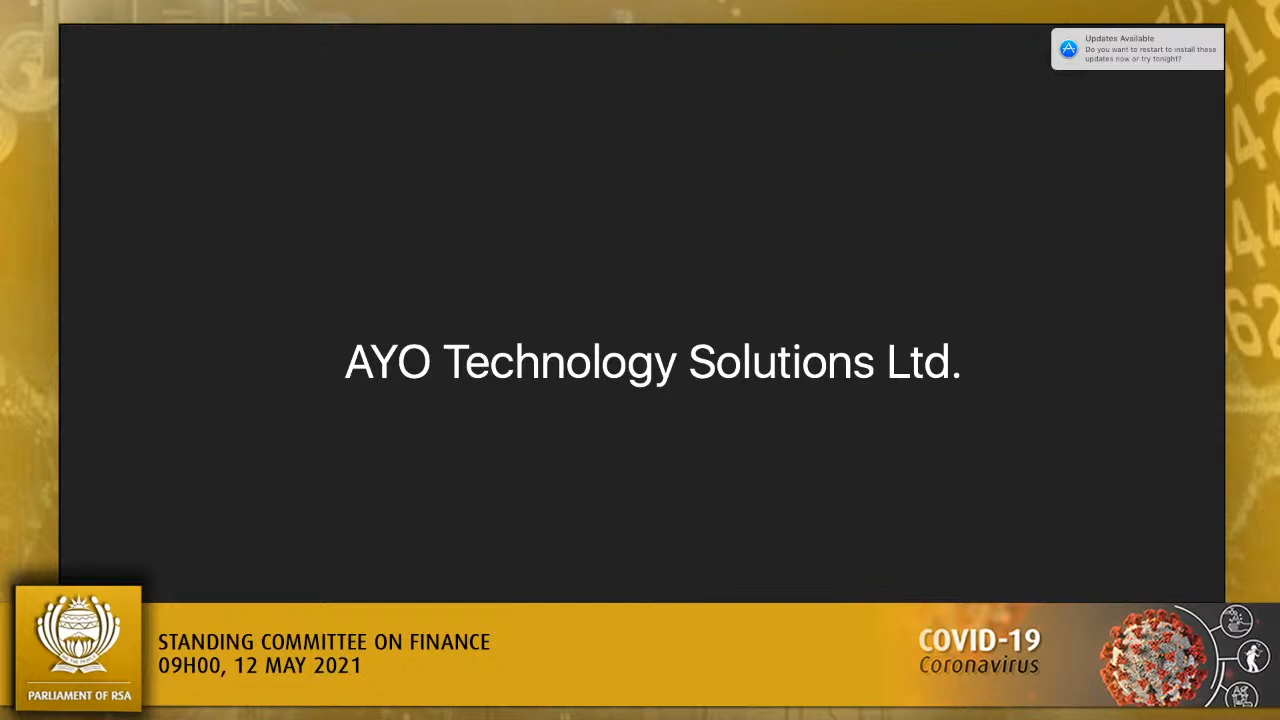 Updates Available
Do you want to restart to install these
updates now or try tonight?
AYO Technology Solutions Ltd.
STANDING COMMITTEE ON FINANCE
09H00, 12 MAY 2021
PARLIAMENT OF RSA
COVID-19
Coronavirus